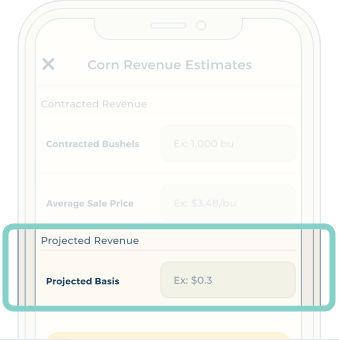 Corn Revenue Estimates
Contracted Revenue
Contracted Bushels Ex: 1,000 bu
Average Sale Price Ex: $3.48/bu
Projected Revenue
Projected Basis Ex: $0.3